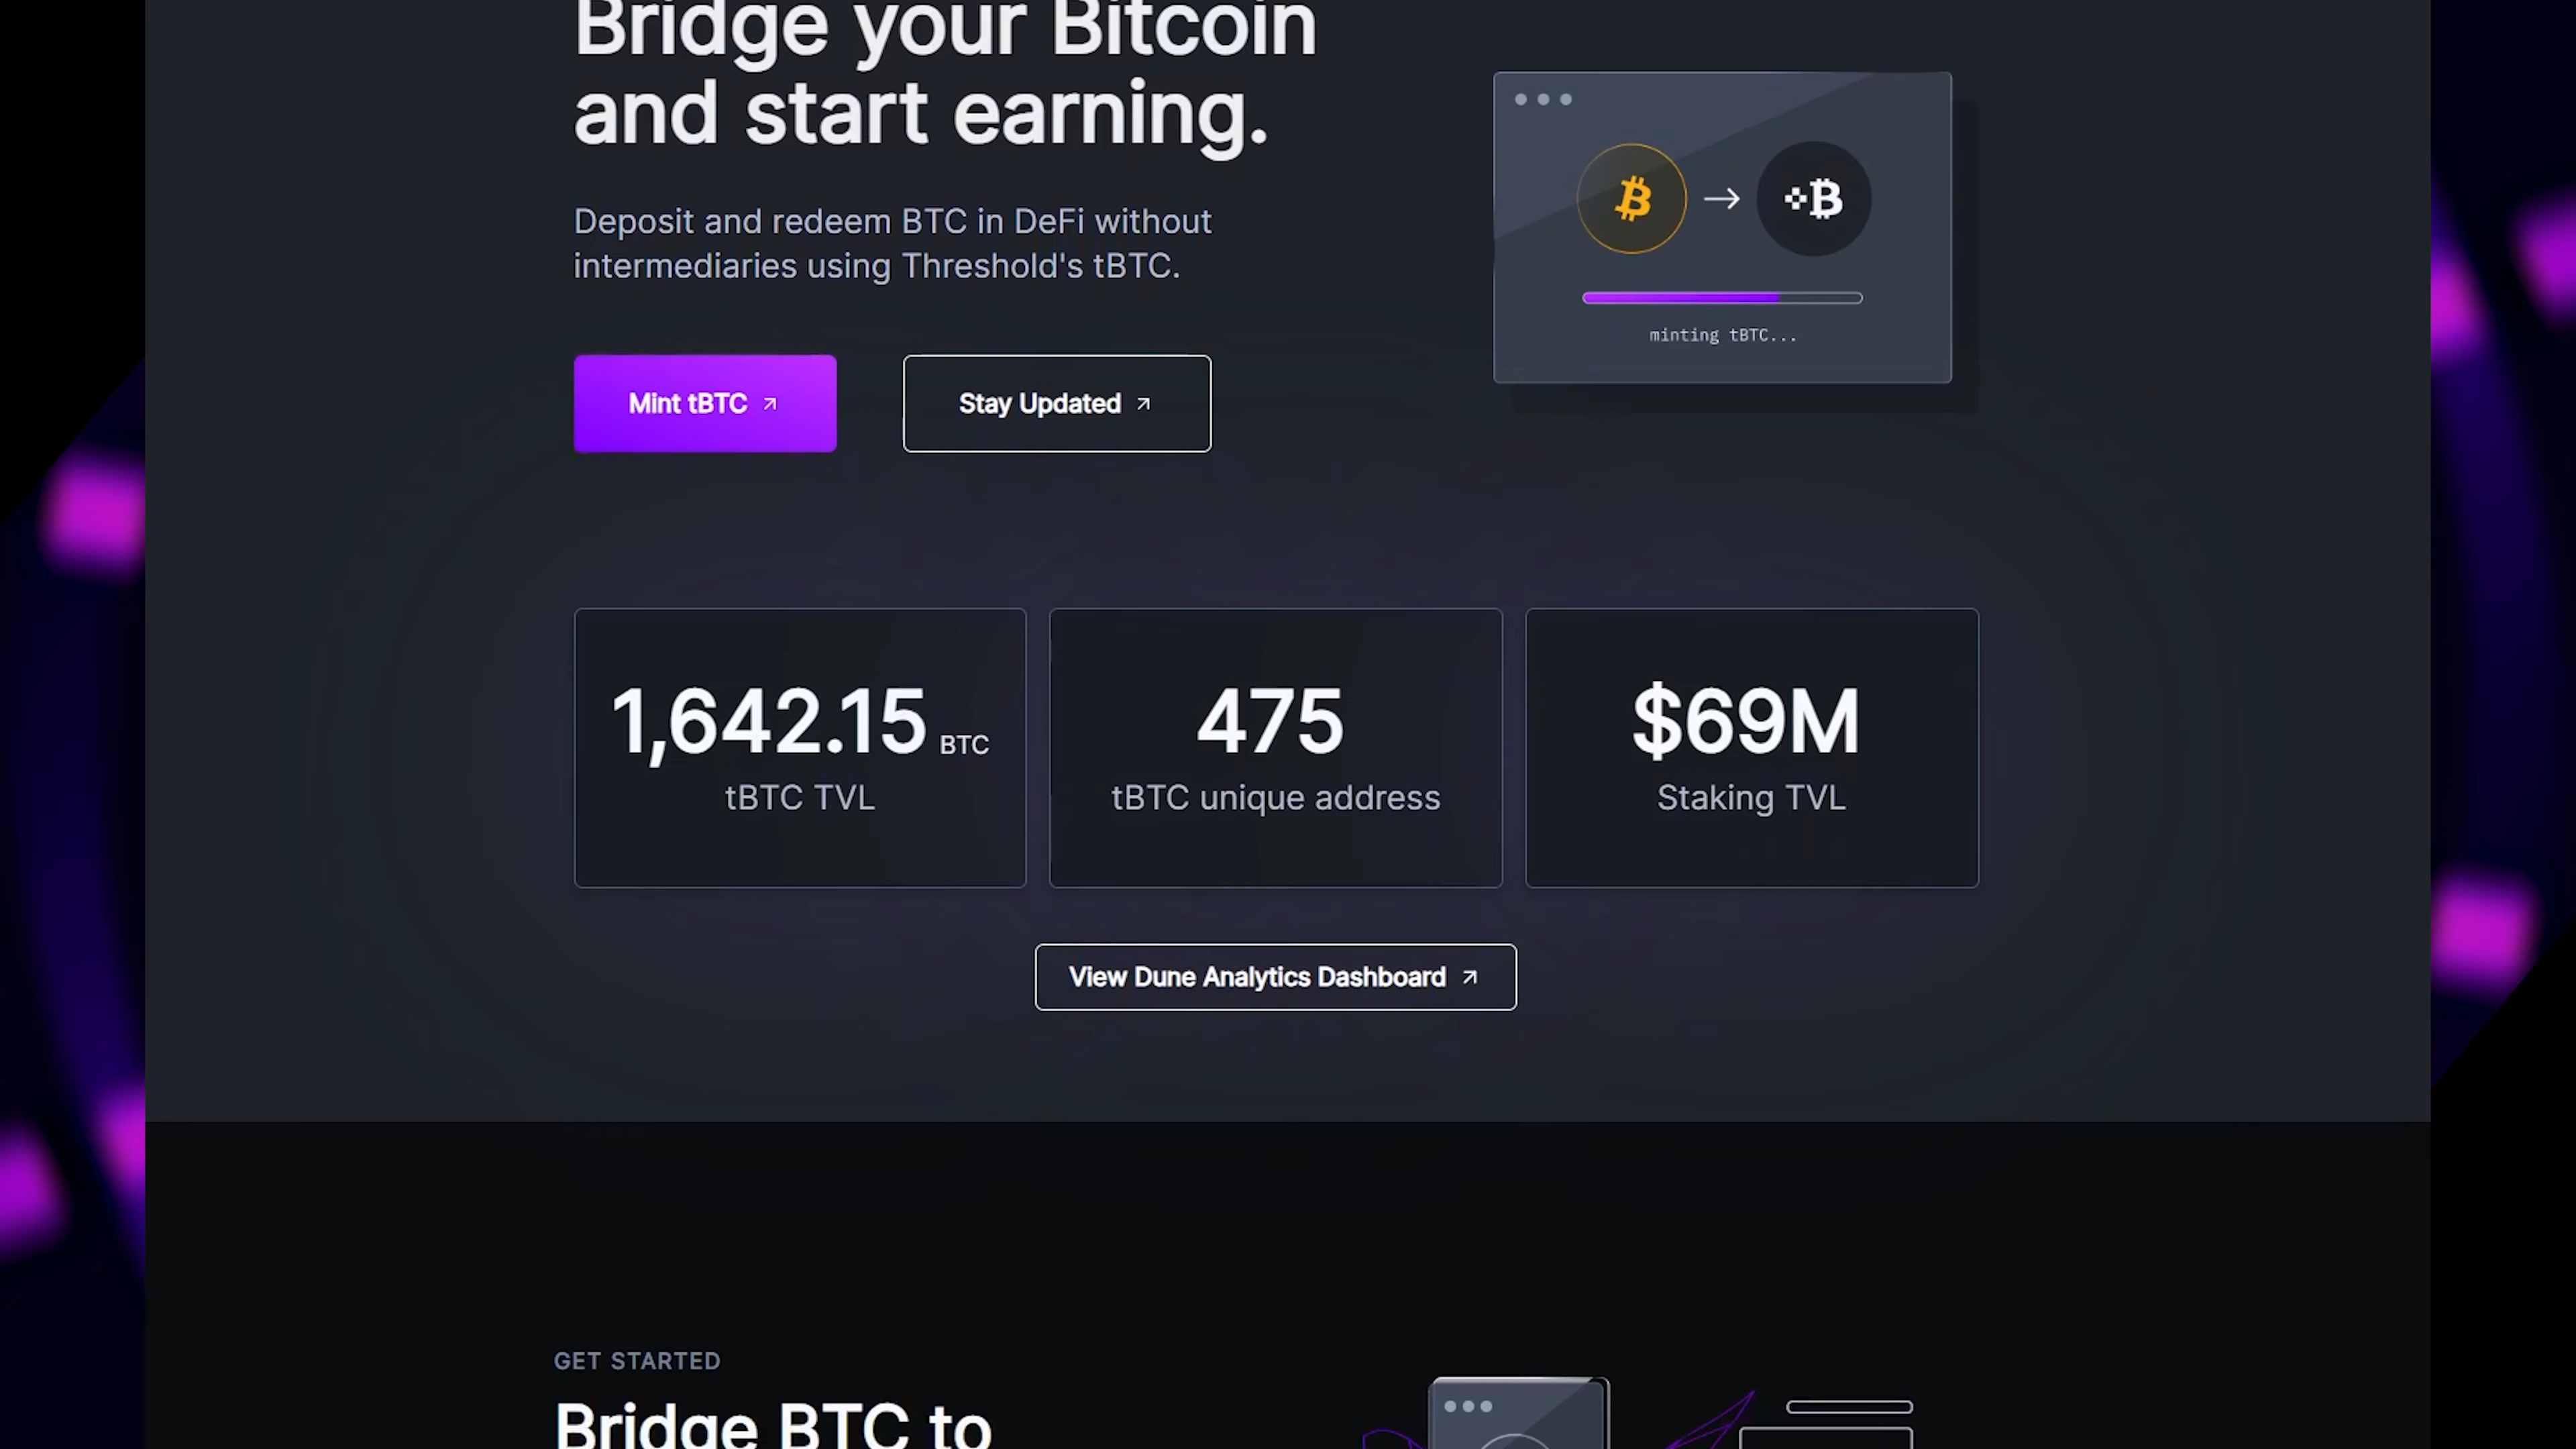 Bridge your Bitcoin
and start earning.
Deposit and redeem BTC in DeFi without
intermediaries using Threshold's tBTC.
Mint tBTC
Stay Updated
minting tBTC...
1,642.15 BTC
tBTC TVL
475
tBTC unique address
$69M
Staking TVL
View Dune Analytics Dashboard
GET STARTED
Bridge BTC to